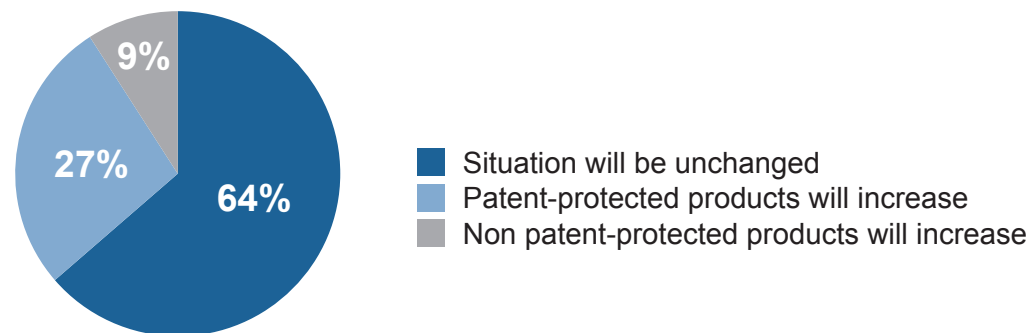 9%
27%
64%
Situation will be unchanged
Patent-protected products will increase
Non patent-protected products will increase